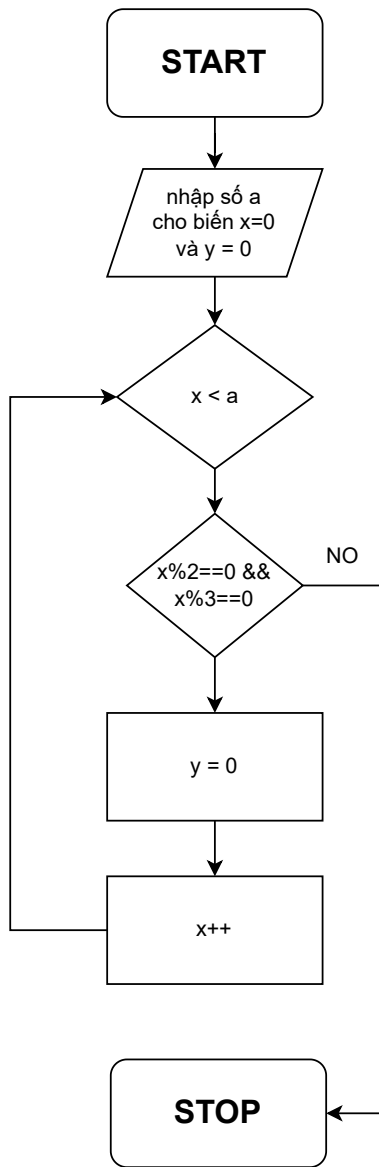 START
nhập số a
cho biến x=0
và y = 0
x < a
x%2==0 &&
x%3==0
NO
y = 0
x++
STOP